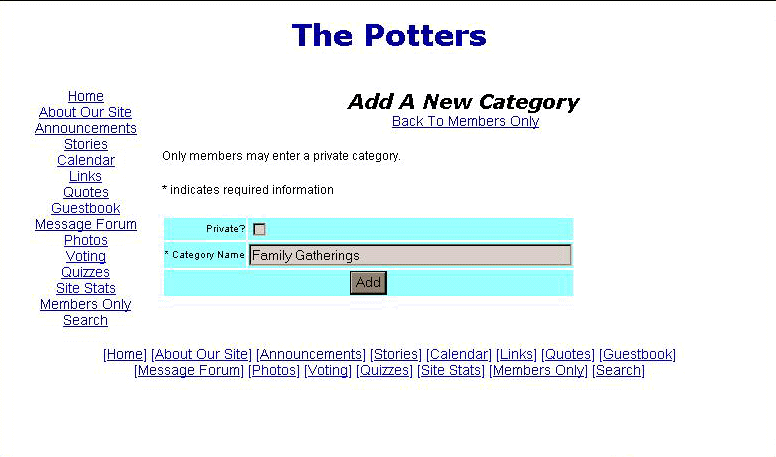 The Potters
Home
About Our Site
Announcements
Stories
Calendar
Links
Quotes
Guestbook
Message Forum
Photos
Voting
Quizzes
Site Stats
Members Only
Search
Add A New Category
Back To Members Only
Only members may enter a private category.
* indicates required information
Private?
* Category Name Family Gatherings
Add
[Home] [About Our Site] [Announcements] [Stories] [Calendar] [Links] [Quotes] [Guestbook]
[Message Forum] [Photos] [Voting] [Quizzes] [Site Stats] [Members Only] [Search]